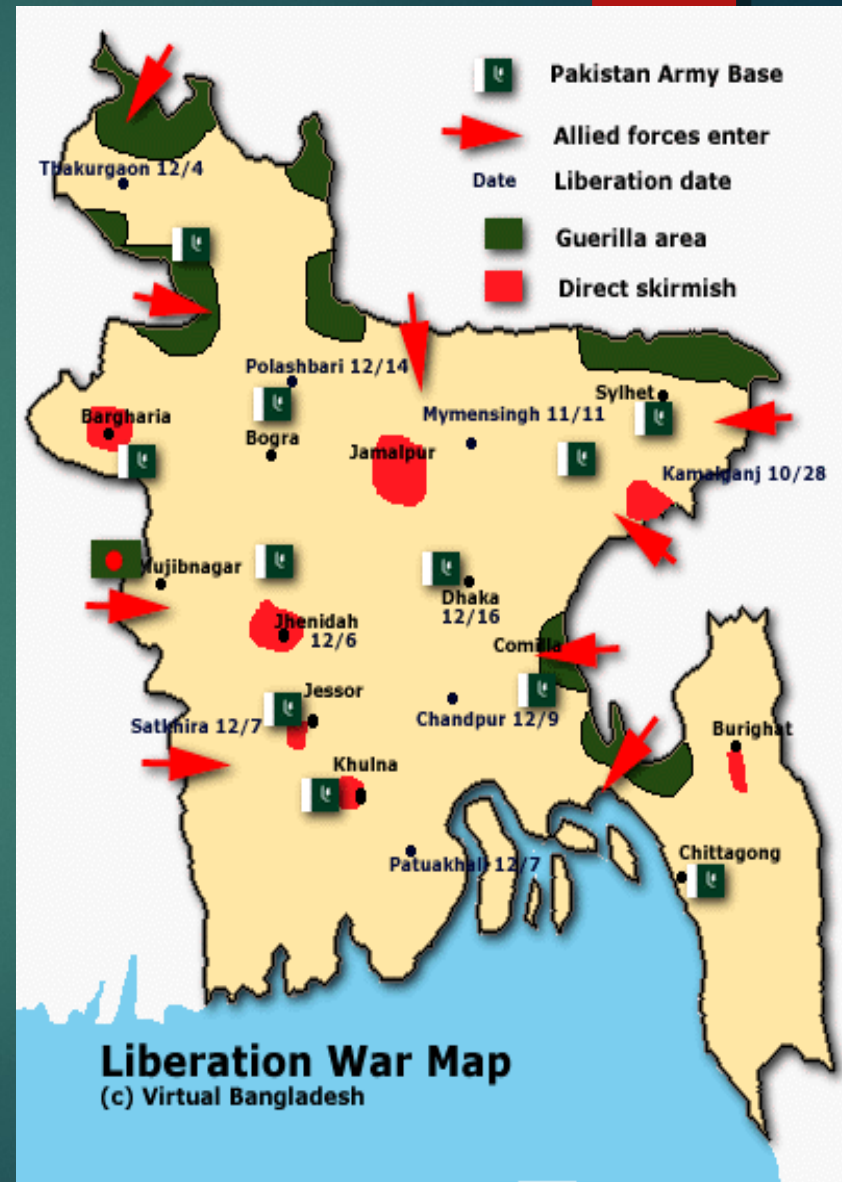 Pakistan Army Base
Allied forces enter
Date Liberation date
Guerilla area
Direct skirmish
Thakurgaon 12/4
Polashbari 12/14
Bargharia
Bogra
Jamalpur
Mymensingh 11/11
Sylhet
Kamalganj 10/28
Mujibnagar
Dhaka
12/16
Jhenidah
12/6
Comilla
Jessor
Satkhira 12/7
Chandpur 12/9
Burighat
Khulna
Patuakhali 12/7
Chittagong
Liberation War Map
(c) Virtual Bangladesh